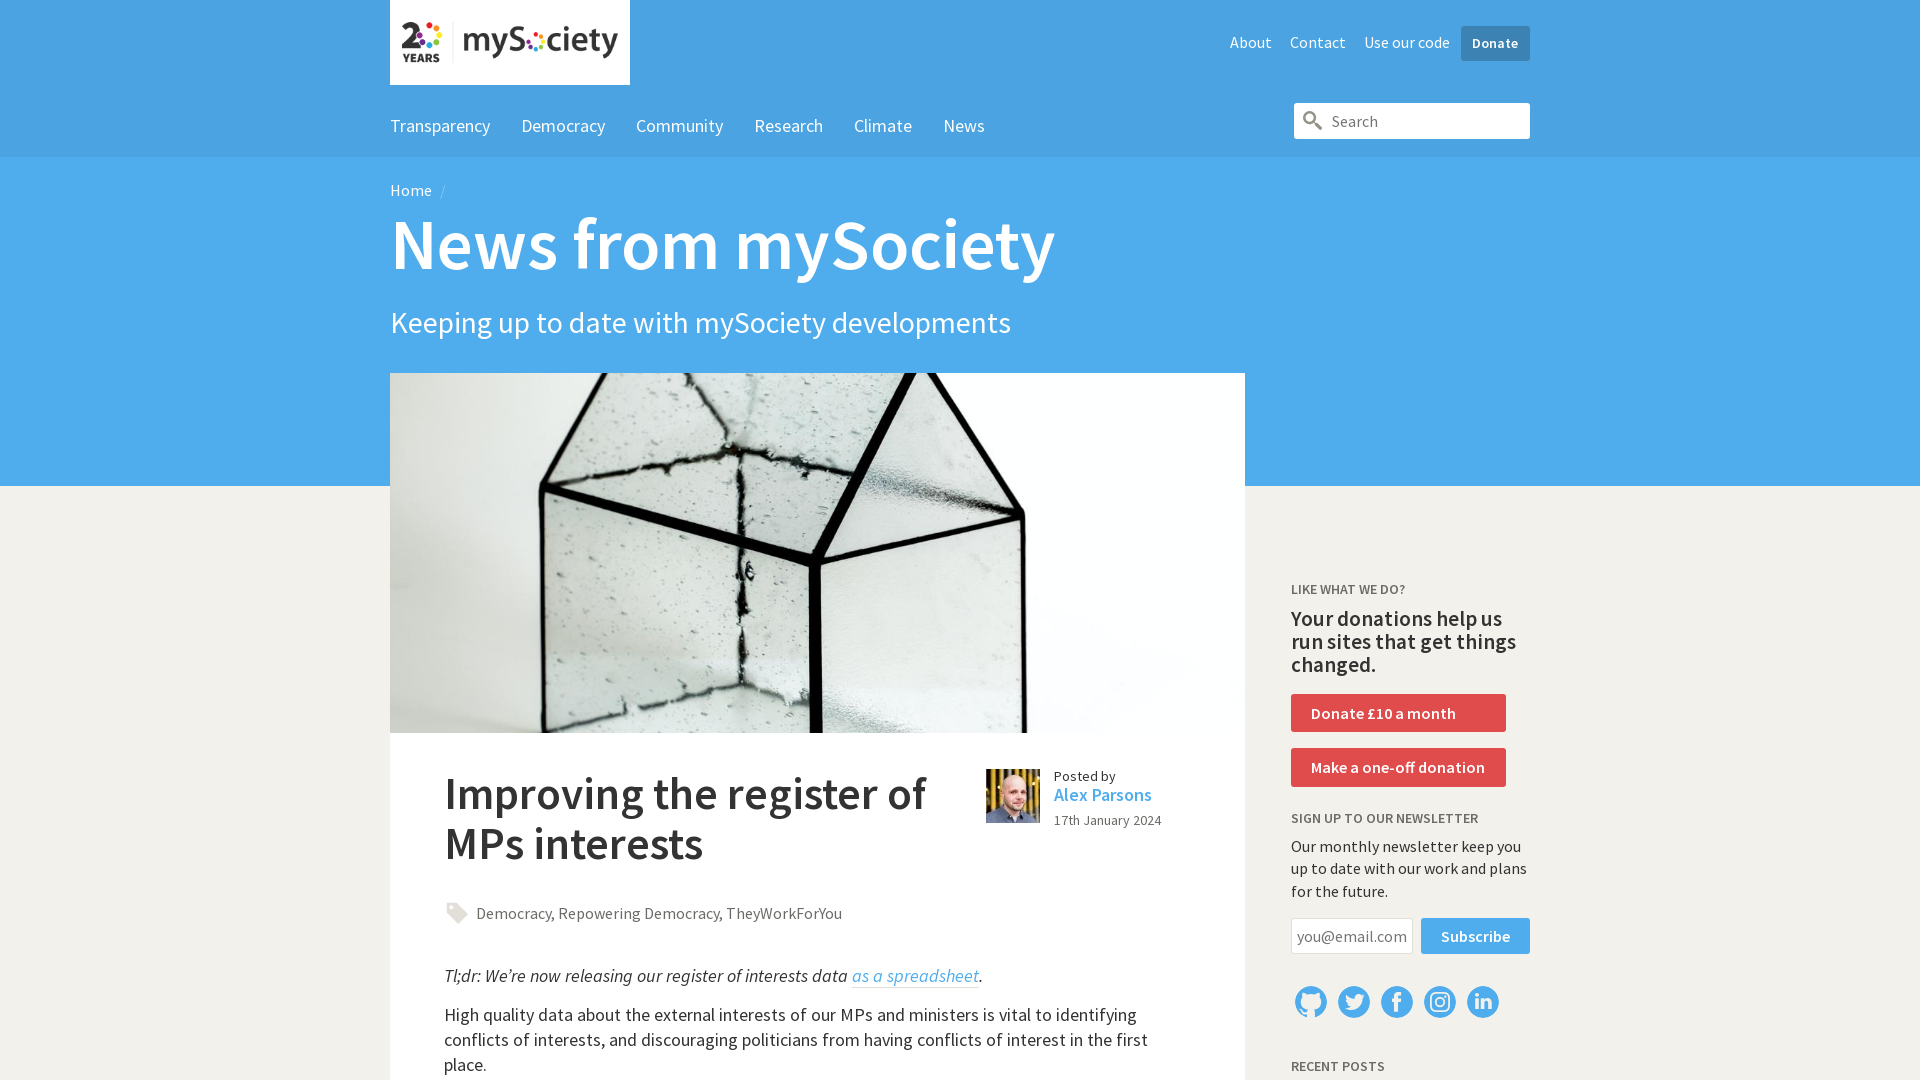 20 YEARS mySociety
About Contact Use our code Donate
Transparency Democracy Community Research Climate News
Search
Home /
News from mySociety
Keeping up to date with mySociety developments
Improving the register of
MPs interests
Posted by
Alex Parsons
17th January 2024
Democracy, Repowering Democracy, TheyWorkForYou
Tl;dr: We’re now releasing our register of interests data as a spreadsheet.
High quality data about the external interests of our MPs and ministers is vital to identifying
conflicts of interests, and discouraging politicians from having conflicts of interest in the first
place.
LIKE WHAT WE DO?
Your donations help us
run sites that get things
changed.
Donate £10 a month
Make a one-off donation
SIGN UP TO OUR NEWSLETTER
Our monthly newsletter keep you
up to date with our work and plans
for the future.
you@email.com Subscribe
RECENT POSTS